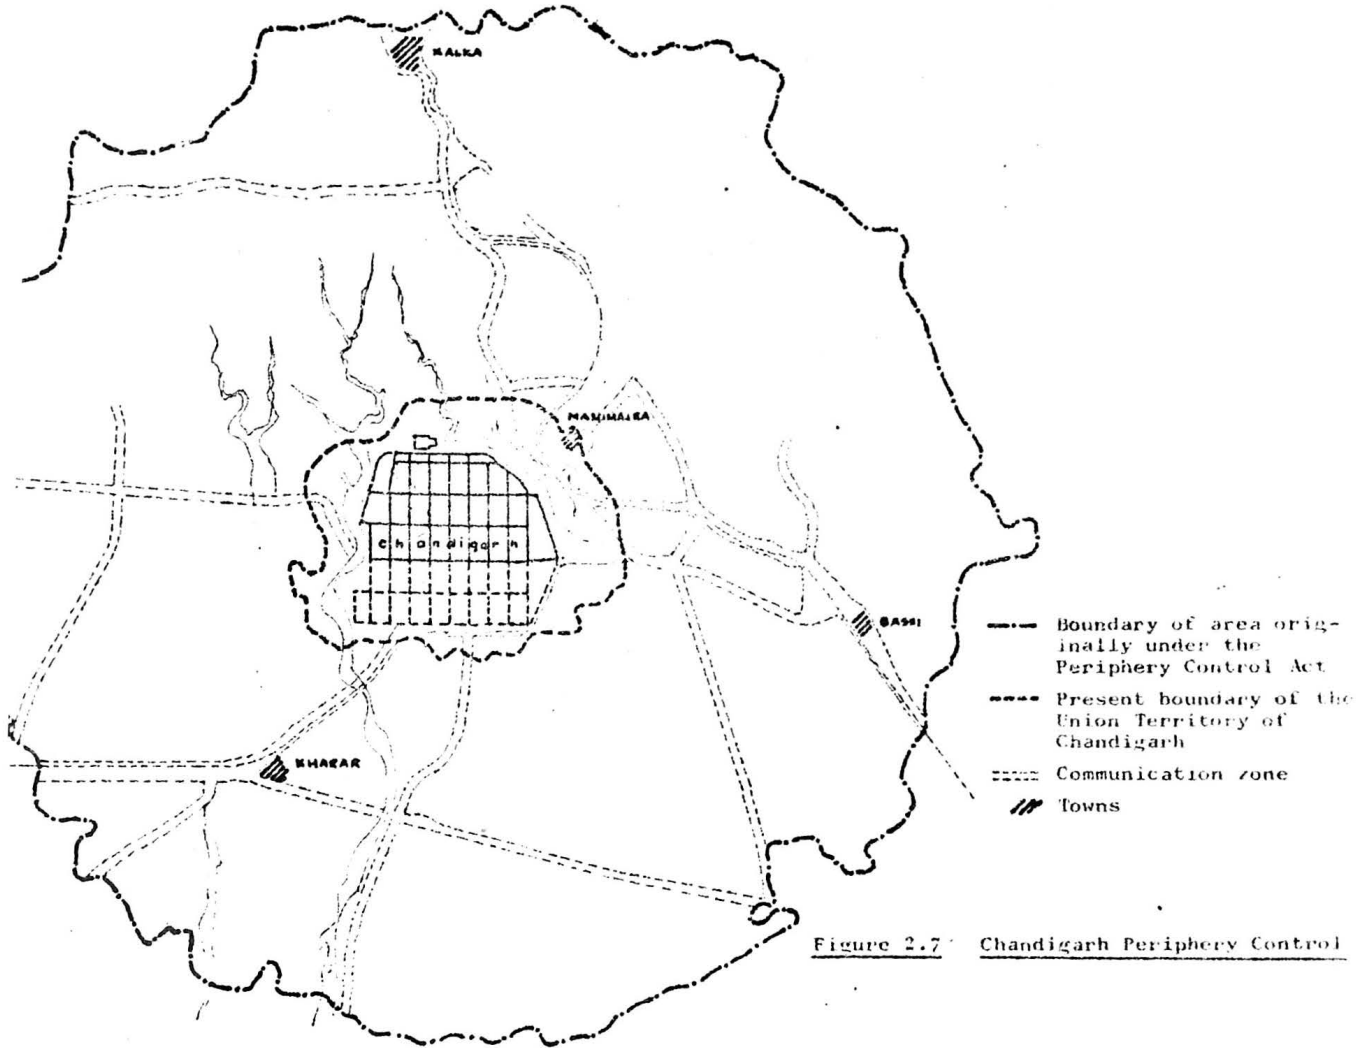 KALKA
MANIMAJRA
chandigarh
BASSI
KHARAR
Boundary of area orig-
inally under the
Periphery Control Act
Present boundary of the
Union Territory of
Chandigarh
Communication zone
Towns
Figure 2.7 Chandigarh Periphery Control